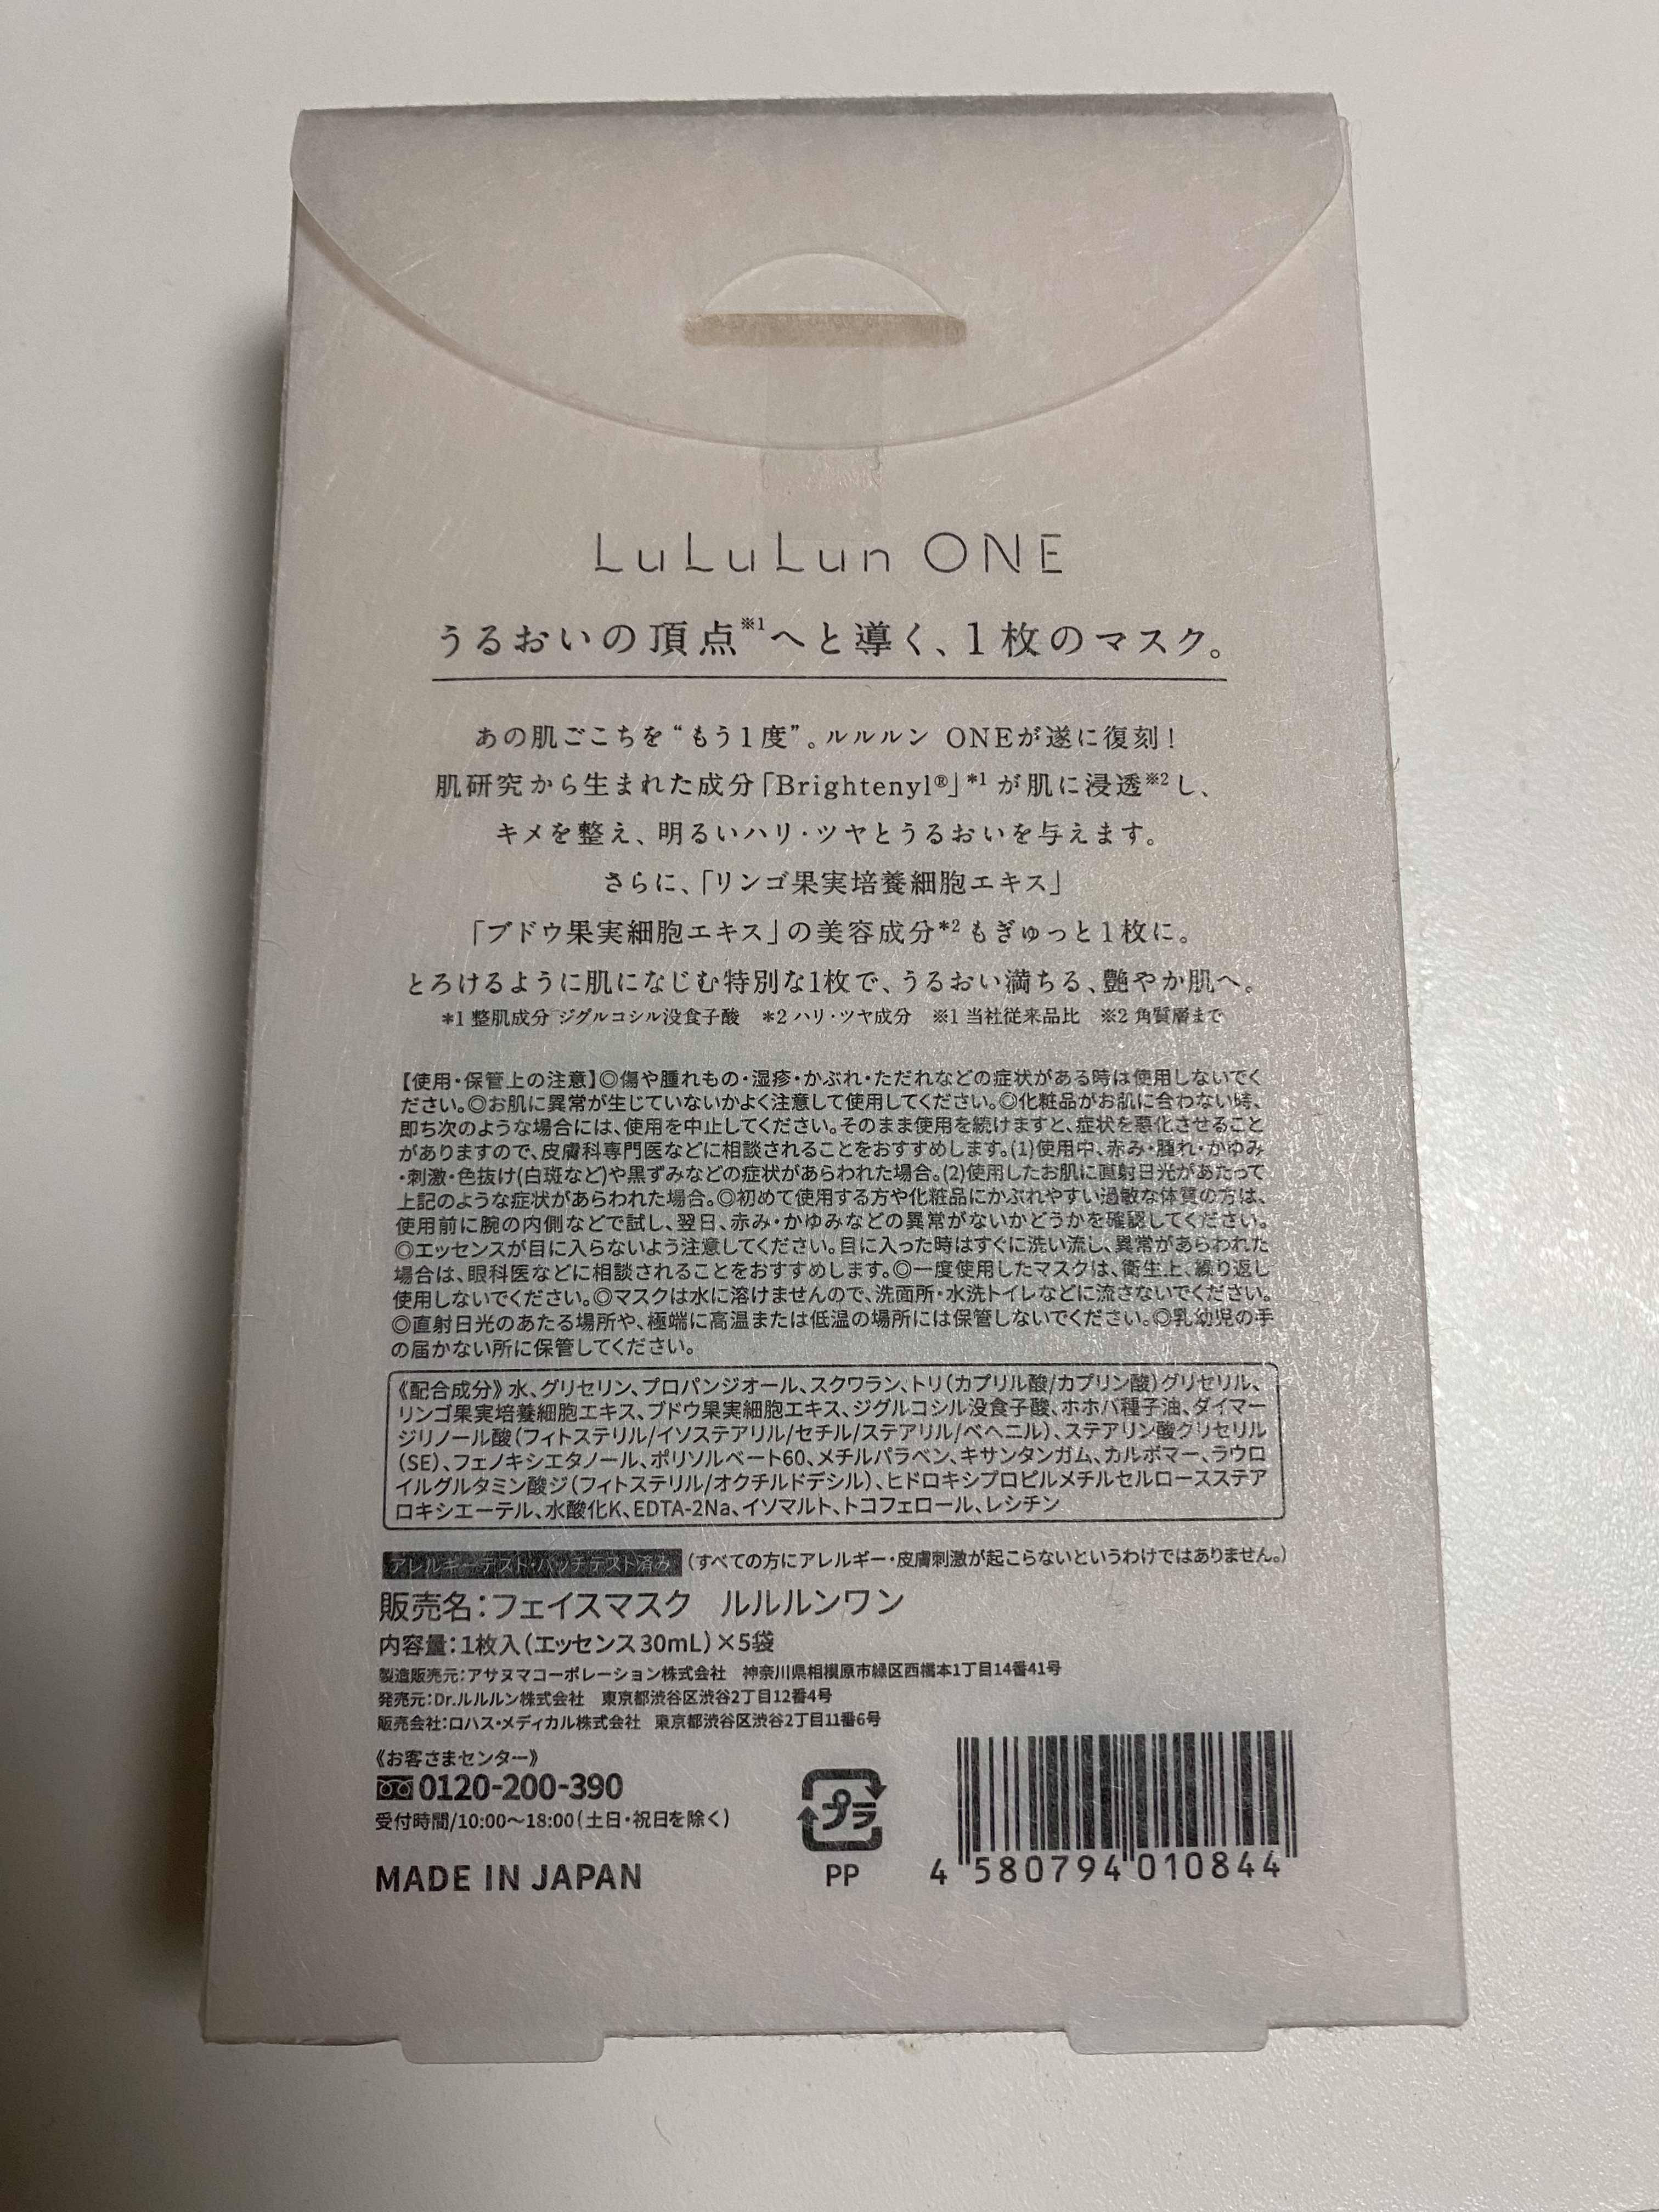 LuLuLun ONE
うるおいの頂点※1へと導く、1枚のマスク。
あの肌ごこちを“もう1度”。ルルルン ONEが遂に復刻！
肌研究から生まれた成分「Brightenyl®」*1 が肌に浸透※2し、
キメを整え、明るいハリ・ツヤとうるおいを与えます。
さらに、「リンゴ果実培養細胞エキス」
「ブドウ果実細胞エキス」の美容成分*2もぎゅっと1枚に。
とろけるように肌になじむ特別な1枚で、うるおい満ちる、艶やか肌へ。
*1 整肌成分 ジグルコシル没食子酸　*2 ハリ・ツヤ成分　※1 当社従来品比　※2 角質層まで
【使用・保管上の注意】◎傷や腫れもの・湿疹・かぶれ・ただれなどの症状がある時は使用しないでく
ださい。◎お肌に異常が生じていないかよく注意して使用してください。◎化粧品がお肌に合わない時、
即ち次のような場合には、使用を中止してください。そのまま使用を続けますと、症状を悪化させること
がありますので、皮膚科専門医などに相談されることをおすすめします。(1)使用中、赤み・腫れ・かゆみ
・刺激・色抜け(白斑など)や黒ずみなどの症状があらわれた場合。(2)使用したお肌に直射日光があたって
上記のような症状があらわれた場合。◎初めて使用する方や化粧品にかぶれやすい過敏な体質の方は、
使用前に腕の内側などで試し、翌日、赤み・かゆみなどの異常がないかどうかを確認してください。
◎エッセンスが目に入らないよう注意してください。目に入った時はすぐに洗い流し、異常があらわれた
場合は、眼科医などに相談されることをおすすめします。◎一度使用したマスクは、衛生上、繰り返し
使用しないでください。◎マスクは水に溶けませんので、洗面所・水洗トイレなどに流さないでください。
◎直射日光のあたる場所や、極端に高温または低温の場所には保管しないでください。◎乳幼児の手
の届かない所に保管してください。
《配合成分》水、グリセリン、プロパンジオール、スクワラン、トリ(カプリル酸/カプリン酸)グリセリル、
リンゴ果実培養細胞エキス、ブドウ果実細胞エキス、ジグルコシル没食子酸、ホホバ種子油、ダイマー
ジリノール酸(フィトステリル/イソステアリル/セチル/ステアリル/ベヘニル)、ステアリン酸グリセリル
(SE)、フェノキシエタノール、ポリソルベート60、メチルパラベン、キサンタンガム、カルボマー、ラウロ
イルグルタミン酸ジ(フィトステリル/オクチルドデシル)、ヒドロキシプロピルメチルセルロースステア
ロキシエーテル、水酸化K、EDTA-2Na、イソマルト、トコフェロール、レシチン
アレルギーテスト・パッチテスト済み (すべての方にアレルギー・皮膚刺激が起こらないというわけではありません。)
販売名：フェイスマスク　ルルルンワン
内容量：1枚入(エッセンス30mL)×5袋
製造販売元：アサヌマコーポレーション株式会社　神奈川県相模原市緑区西橋本1丁目14番41号
発売元：Dr.ルルルン株式会社　東京都渋谷区渋谷2丁目12番4号
販売会社：ロハス・メディカル株式会社　東京都渋谷区渋谷2丁目11番6号
《お客さまセンター》
0120-200-390
受付時間/10:00～18:00(土日・祝日を除く)
MADE IN JAPAN
プラ
PP
4 580794 010844